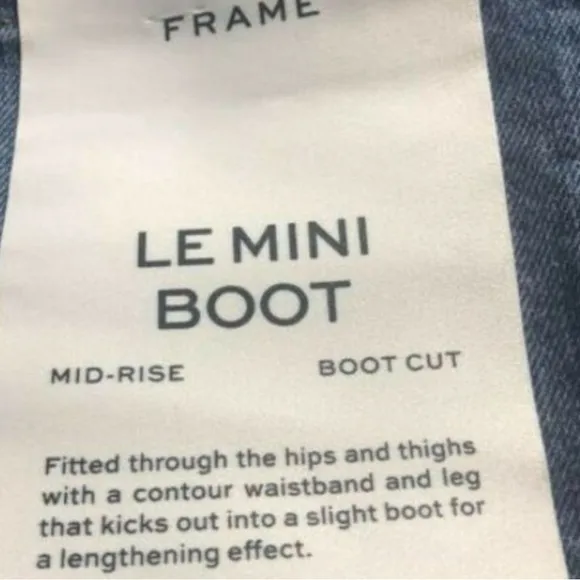 FRAME
LE MINI
BOOT
MID-RISE BOOT CUT
Fitted through the hips and thighs
with a contour waistband and leg
that kicks out into a slight boot for
a lengthening effect.